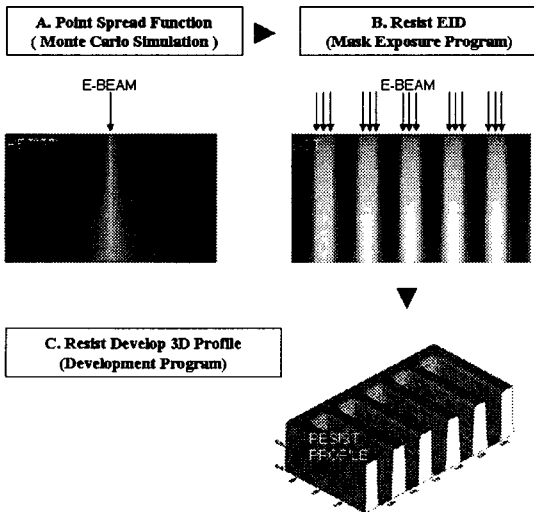 A. Point Spread Function
( Monte Carlo Simulation )
B. Resist EID
(Mask Exposure Program)
E-BEAM
E-BEAM
C. Resist Develop 3D Profile
(Development Program)
RESIST
PROFILE